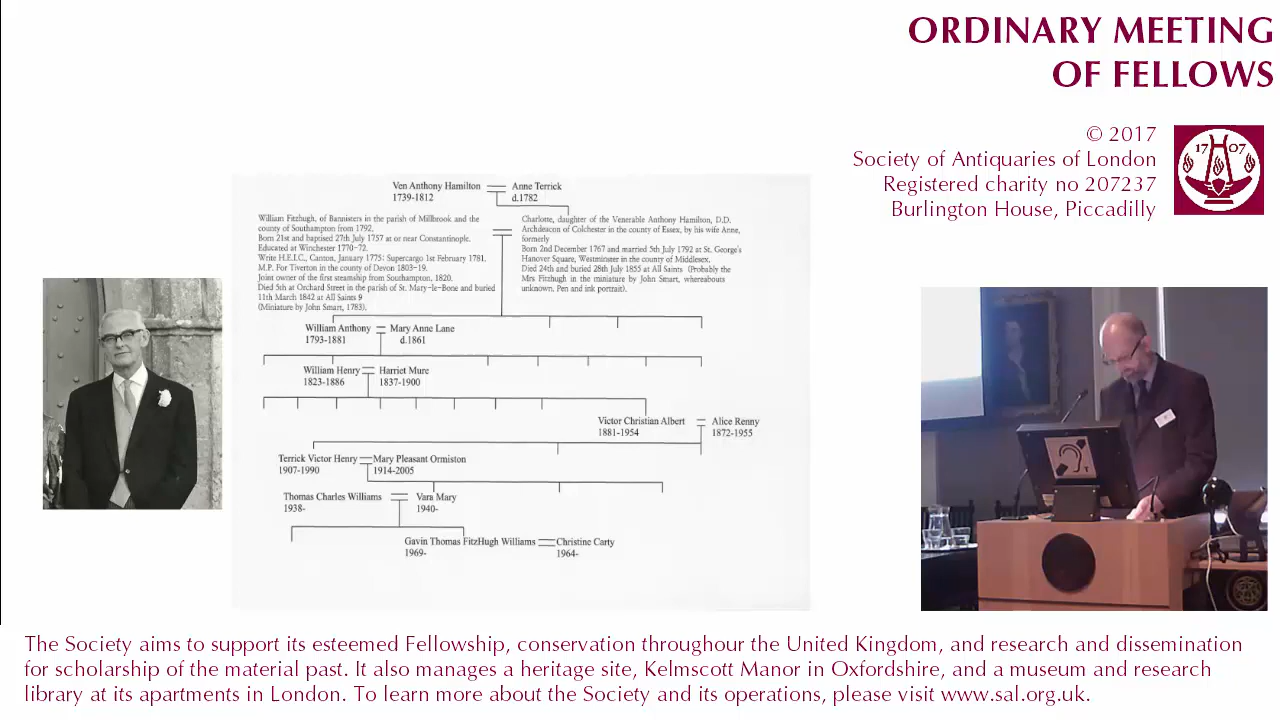 ORDINARY MEETING
OF FELLOWS
© 2017
Society of Antiquaries of London
Registered charity no 207237
Burlington House, Piccadilly
17 07
Ven Anthony Hamilton
1739-1812
Anne Terrick
d.1782
William Fitzhugh, of Bannisters in the parish of Millbrook and the
county of Southampton from 1792.
Born 21st and baptised 27th July 1757 at or near Constantinople.
Educated at Winchester 1770-72.
Write H.E.I.C., Canton, January 1775: Supercargo 1st February 1781.
M.P. For Tiverton in the county of Devon 1803-19.
Joint owner of the first steamship from Southampton, 1820.
Died 5th at Orchard Street in the parish of St. Mary-le-Bone and buried
11th March 1842 at All Saints 9
(Miniature by John Smart, 1783).
Charlotte, daughter of the Venerable Anthony Hamilton, D.D.
Archdeacon of Colchester in the county of Essex, by his wife Anne,
formerly
Born 2nd December 1767 and married 5th July 1792 at St. George's
Hanover Square, Westminster in the county of Middlesex.
Died 24th and buried 28th July 1855 at All Saints (Probably the
Mrs Fitzhugh in the miniature by John Smart, whereabouts
unknown, Pen and ink portrait).
William Anthony
1793-1881
Mary Anne Lane
d.1861
William Henry
1823-1886
Harriet Mure
1837-1900
Victor Christian Albert
1881-1954
Alice Renny
1872-1955
Terrick Victor Henry
1907-1990
Mary Pleasant Ormiston
1914-2005
Thomas Charles Williams
1938-
Vara Mary
1940-
Gavin Thomas FitzHugh Williams
1969-
Christine Carty
1964-
T
The Society aims to support its esteemed Fellowship, conservation throughour the United Kingdom, and research and dissemination
for scholarship of the material past. It also manages a heritage site, Kelmscott Manor in Oxfordshire, and a museum and research
library at its apartments in London. To learn more about the Society and its operations, please visit www.sal.org.uk.